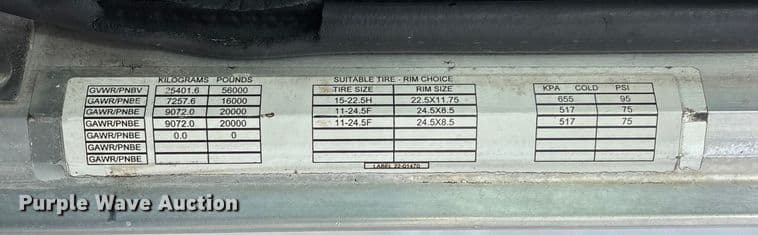 KILOGRAMS POUNDS SUITABLE TIRE - RIM CHOICE
TIRE SIZE RIM SIZE KPA COLD PSI
GVWR/PNBV 25401.6 56000
GAWR/PNBE 7257.6 16000 15-22.5H 22.5X11.75 655 95
GAWR/PNBE 9072.0 20000 11-24.5F 24.5X8.5 517 75
GAWR/PNBE 9072.0 20000 11-24.5F 24.5X8.5 517 75
GAWR/PNBE 0.0 0
GAWR/PNBE
GAWR/PNBE
LABEL 22-01470
Purple Wave Auction